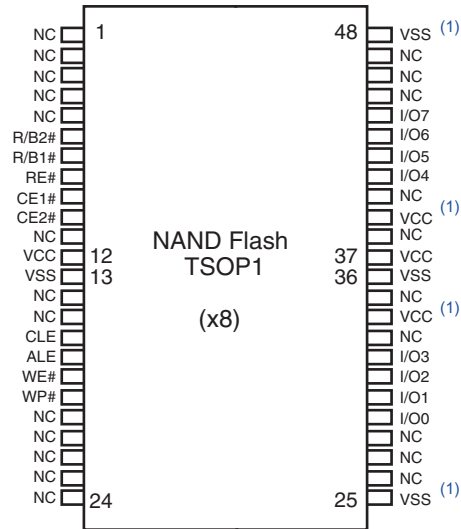 NC 1 48 VSS (1)
NC NC
NC NC
NC NC
NC I/O7
R/B2# I/O6
R/B1# I/O5
RE# I/O4
CE1# NC
CE2# VCC (1)
NC NC
VCC 12 37 VCC
VSS 13 36 VSS
NC NC
NC VCC (1)
CLE NC
ALE I/O3
WE# I/O2
WP# I/O1
NC I/O0
NC NC
NC NC
NC NC
NC 24 25 VSS (1)
NAND Flash
TSOP1
(x8)